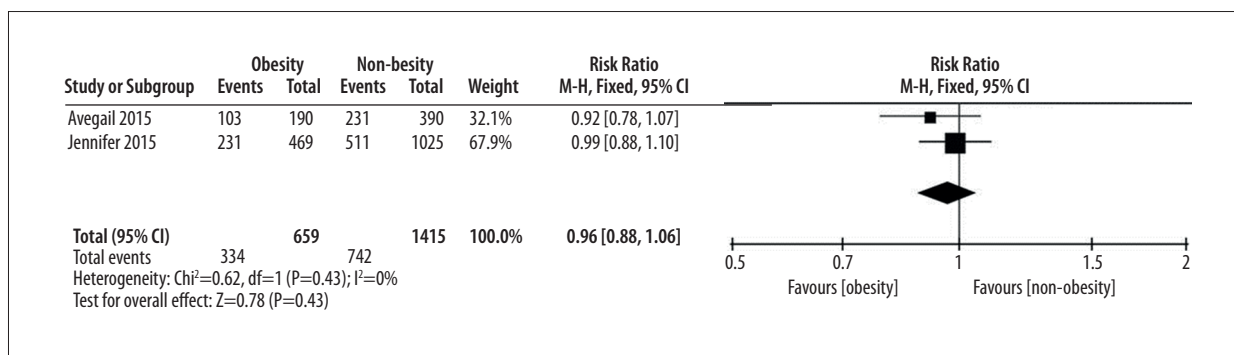 Obesity Non-besity Risk Ratio Risk Ratio
Study or Subgroup Events Total Events Total Weight M-H, Fixed, 95% CI M-H, Fixed, 95% CI
Avegail 2015 103 190 231 390 32.1% 0.92 [0.78, 1.07]
Jennifer 2015 231 469 511 1025 67.9% 0.99 [0.88, 1.10]
Total (95% CI) 659 1415 100.0% 0.96 [0.88, 1.06]
Total events 334 742
Heterogeneity: Chi²=0.62, df=1 (P=0.43); I²=0%
Test for overall effect: Z=0.78 (P=0.43)
0.5 0.7 1 1.5 2
Favours [obesity] Favours [non-obesity]